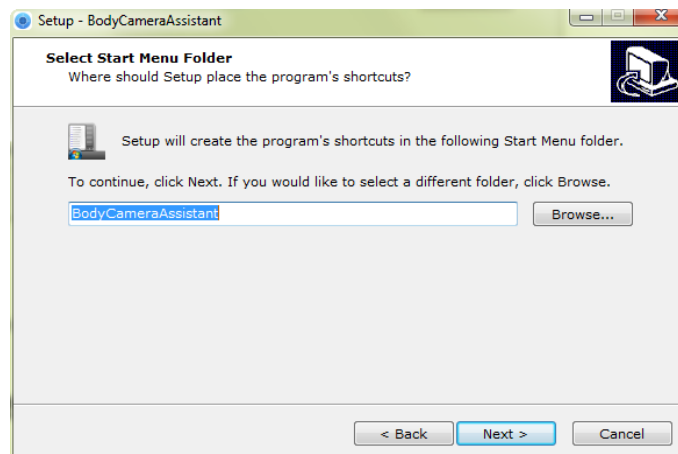 Setup - BodyCameraAssistant
Select Start Menu Folder
Where should Setup place the program's shortcuts?
Setup will create the program's shortcuts in the following Start Menu folder.
To continue, click Next. If you would like to select a different folder, click Browse.
BodyCameraAssistant
Browse...
< Back
Next >
Cancel